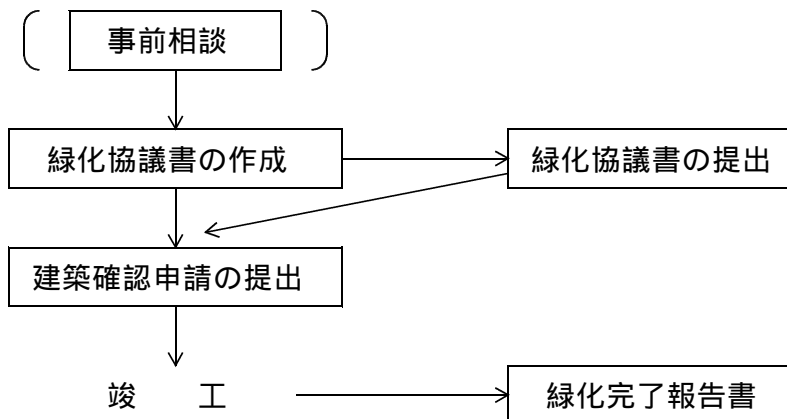 事前相談
緑化協議書の作成
緑化協議書の提出
建築確認申請の提出
竣　工
緑化完了報告書